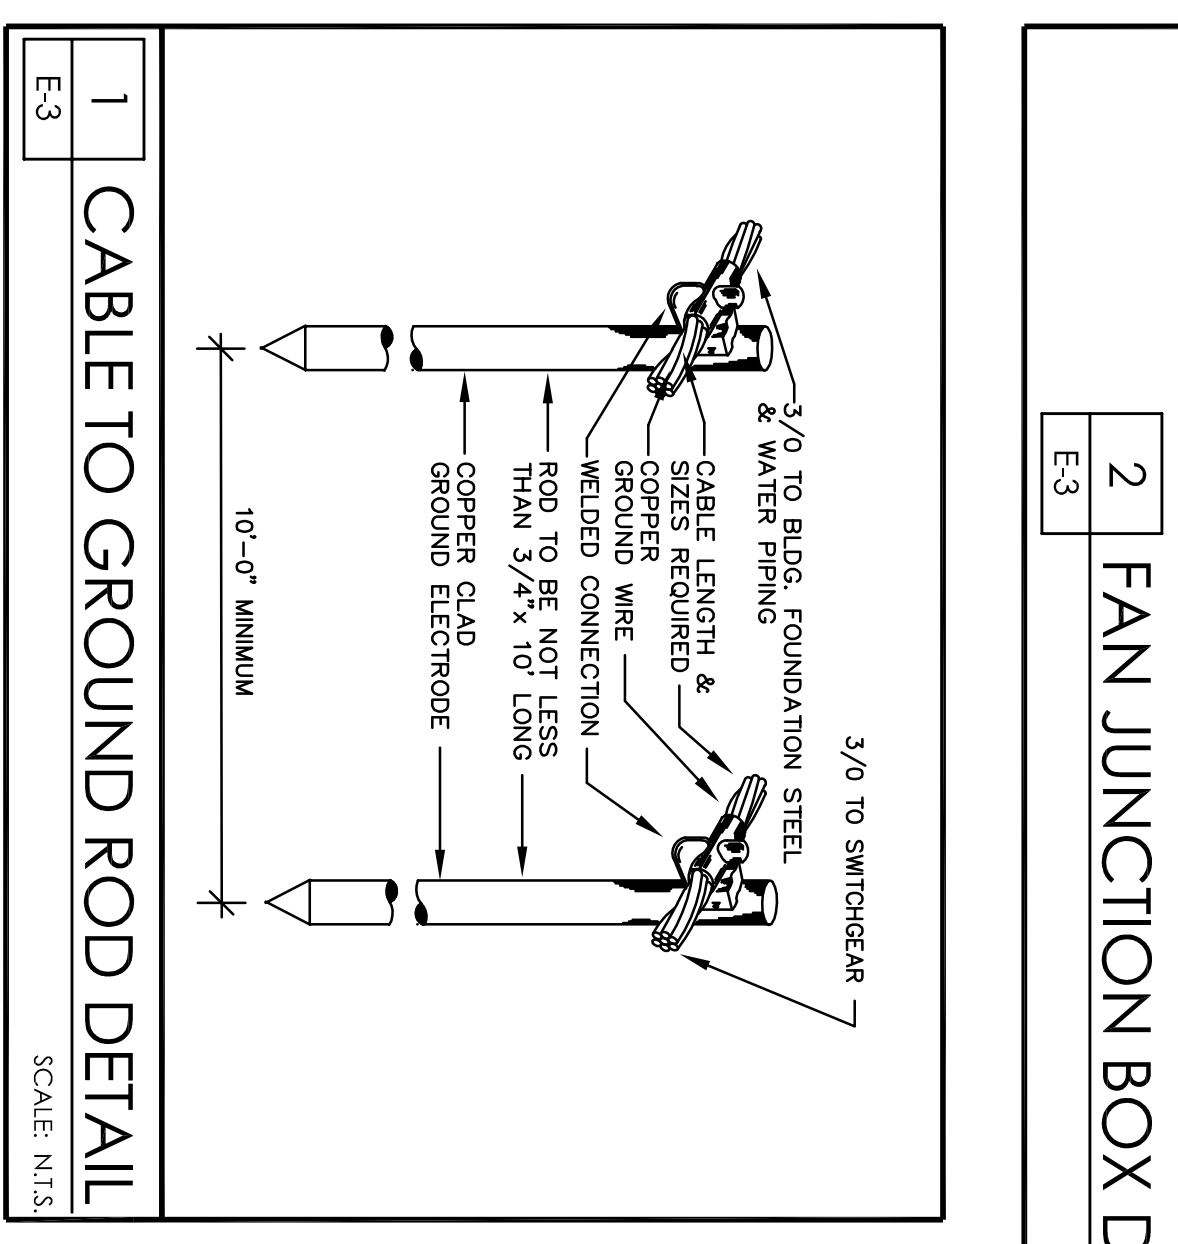 3/0 TO SWITCHGEAR
3/0 TO BLDG. FOUNDATION STEEL
& WATER PIPING
CABLE LENGTH &
SIZES REQUIRED
COPPER
GROUND WIRE
WELDED CONNECTION
ROD TO BE NOT LESS
THAN 3/4"x 10' LONG
COPPER CLAD
GROUND ELECTRODE
10'-0" MINIMUM
1
E-3
CABLE TO GROUND ROD DETAIL
SCALE: N.T.S.
2
E-3
FAN JUNCTION BOX D